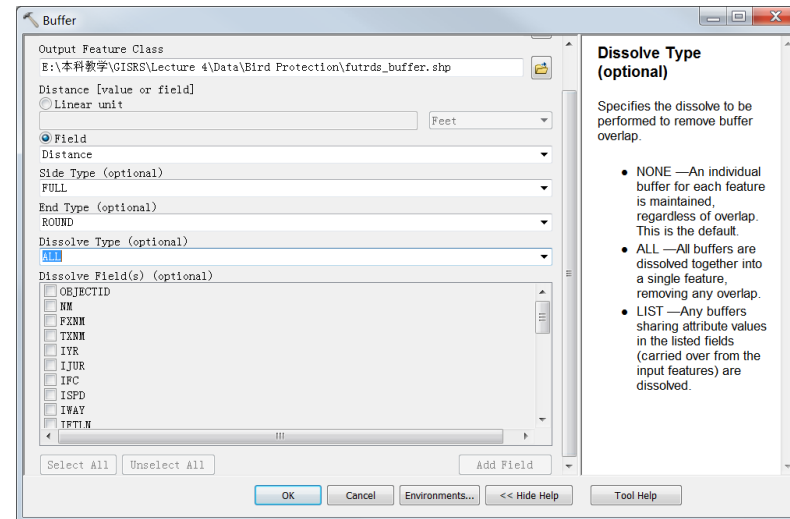 Buffer
Output Feature Class
E:\本科教学\GISRS\Lecture 4\Data\Bird Protection\futrds_buffer.shp
Distance [value or field]
Linear unit
Feet
Field
Distance
Side Type (optional)
FULL
End Type (optional)
ROUND
Dissolve Type (optional)
ALL
Dissolve Field(s) (optional)
OBJECTID
NM
FXNM
TXNM
IYR
IJUR
IFC
ISPD
IWAY
IFTLN
Select All Unselect All Add Field
OK Cancel Environments... << Hide Help Tool Help
Dissolve Type
(optional)
Specifies the dissolve to be
performed to remove buffer
overlap.
• NONE —An individual
buffer for each feature
is maintained,
regardless of overlap.
This is the default.
• ALL —All buffers are
dissolved together into
a single feature,
removing any overlap.
• LIST —Any buffers
sharing attribute values
in the listed fields
(carried over from the
input features) are
dissolved.